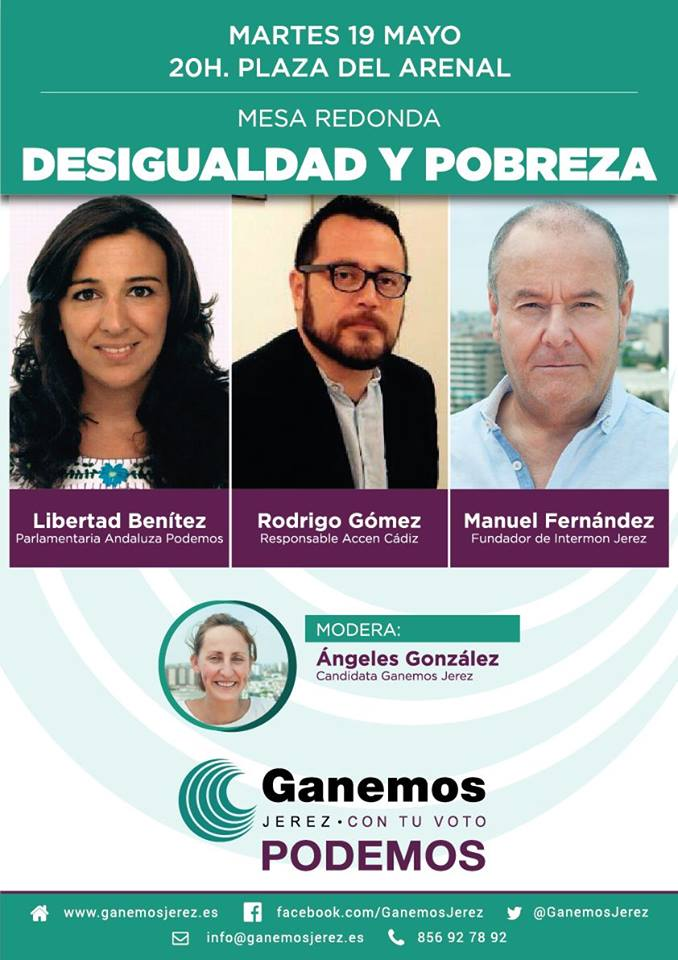 MARTES 19 MAYO
20H. PLAZA DEL ARENAL
MESA REDONDA
DESIGUALDAD Y POBREZA
Libertad Benítez
Parlamentaria Andaluza Podemos
Rodrigo Gómez
Responsable Accen Cádiz
Manuel Fernández
Fundador de Intermon Jerez
MODERA:
Ángeles González
Candidata Ganemos Jerez
Ganemos
JEREZ • CON TU VOTO
PODEMOS
www.ganemosjerez.es facebook.com/GanemosJerez @GanemosJerez
info@ganemosjerez.es 856 92 78 92